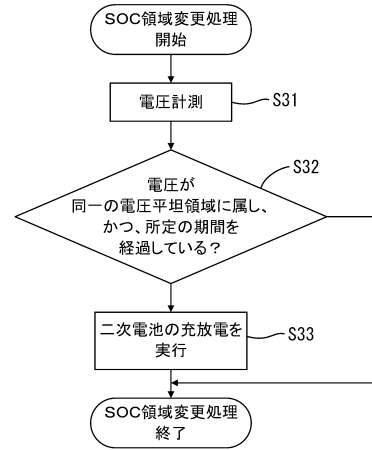 SOC領域変更処理
開始
電圧計測
S31
S32
電圧が
同一の電圧平坦領域に属し、
かつ、所定の期間を
経過している？
二次電池の充放電を
実行
S33
SOC領域変更処理
終了